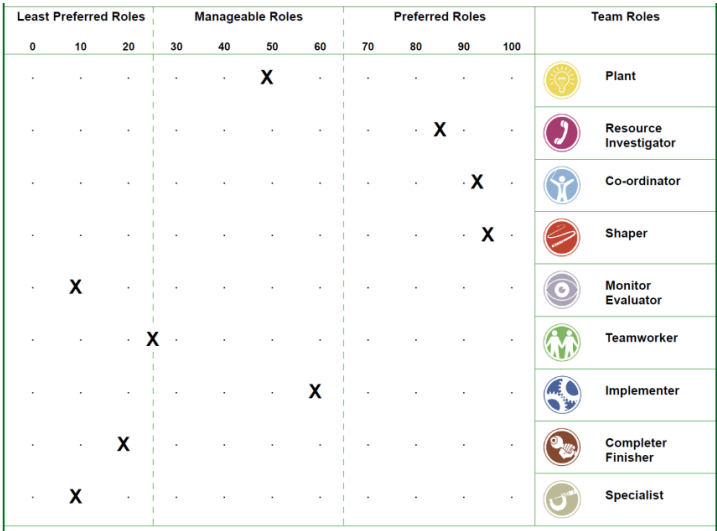 Least Preferred Roles Manageable Roles Preferred Roles Team Roles
0 10 20 30 40 50 60 70 80 90 100
X Plant
X Resource
Investigator
X Co-ordinator
X Shaper
X Monitor
Evaluator
X Teamworker
X Implementer
X Completer
Finisher
X Specialist